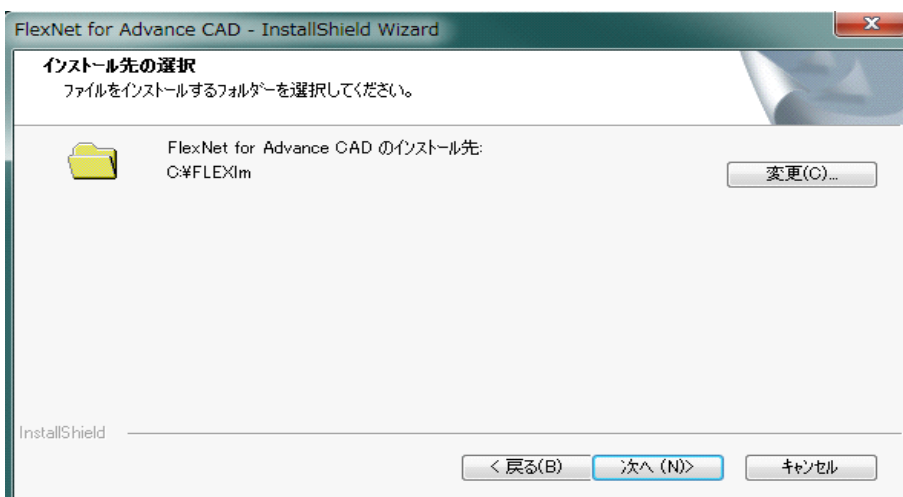 FlexNet for Advance CAD - InstallShield Wizard
インストール先の選択
ファイルをインストールするフォルダーを選択してください。
FlexNet for Advance CAD のインストール先:
C:¥FLEXlm
変更(C)...
InstallShield
< 戻る(B)
次へ (N)>
キャンセル